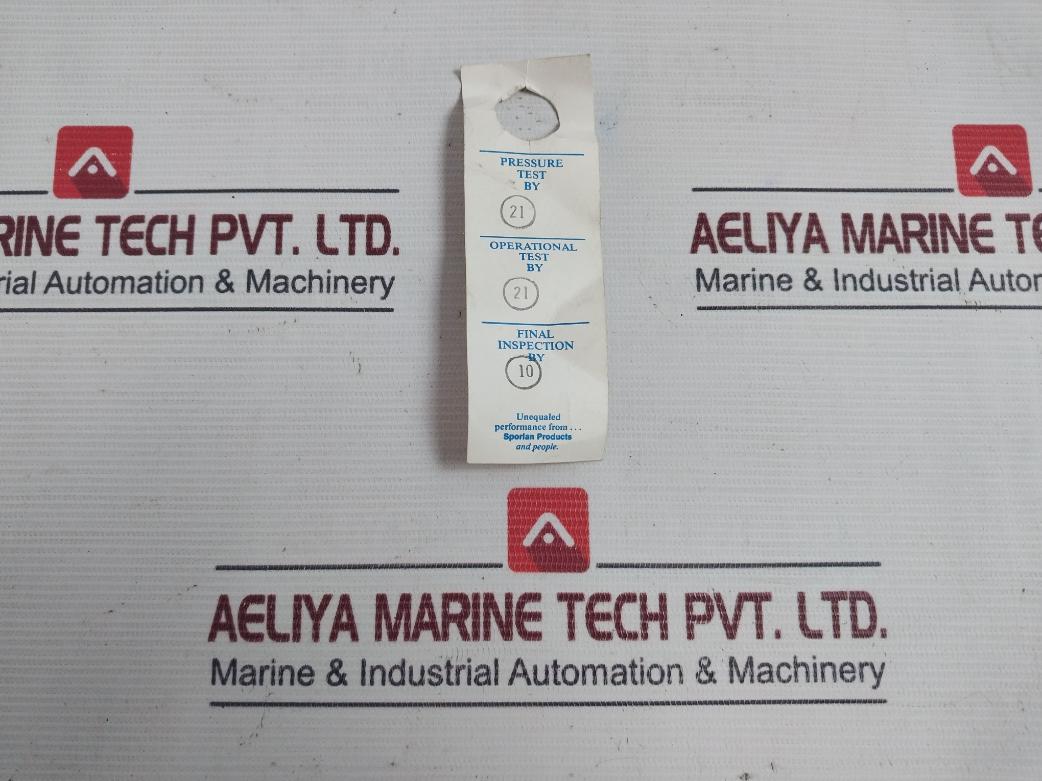 PRESSURE
TEST
BY
21
OPERATIONAL
TEST
BY
21
FINAL
INSPECTION
BY
10
Unequaled
performance from...
Sporlan Products
and people.
RINE TECH PVT. LTD.
rial Automation & Machinery
AELIYA MARINE TE
Marine & Industrial Autor
AELIYA MARINE TECH PVT. LTD.
Marine & Industrial Automation & Machinery